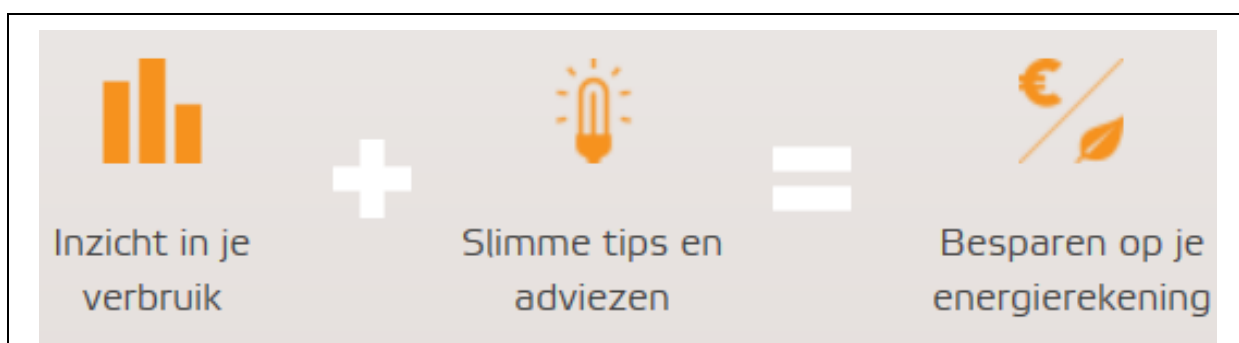 Inzicht in je
verbruik
Slimme tips en
adviezen
Besparen op je
energierekening